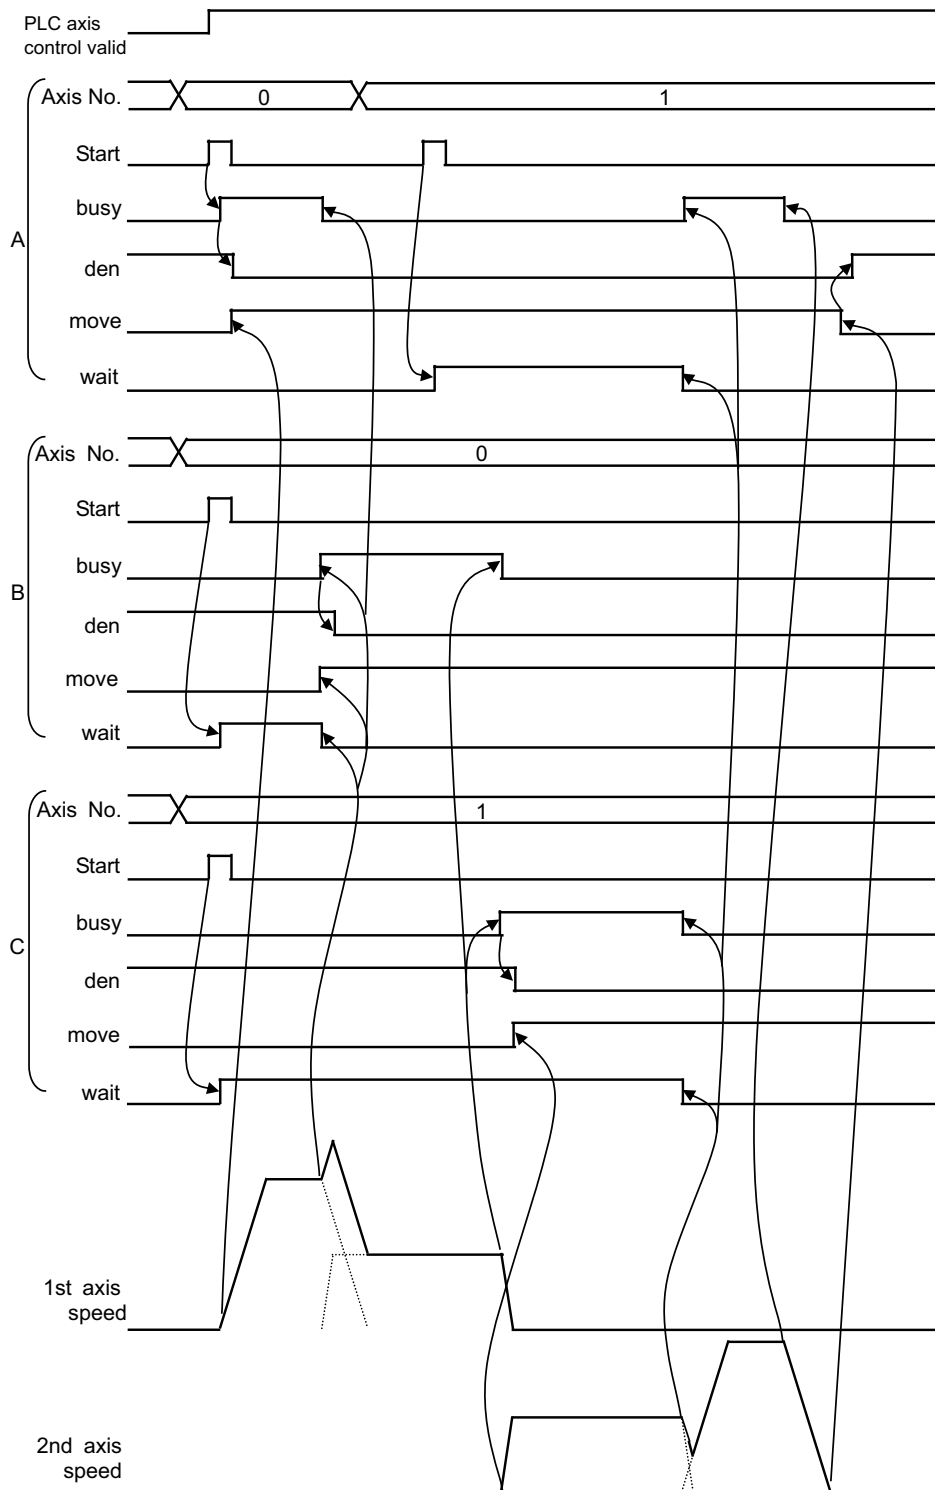 PLC axis
control valid
Axis No.
0
1
Start
busy
A
den
move
wait
Axis No.
0
Start
busy
B
den
move
wait
Axis No.
1
Start
busy
C
den
move
wait
1st axis
speed
2nd axis
speed